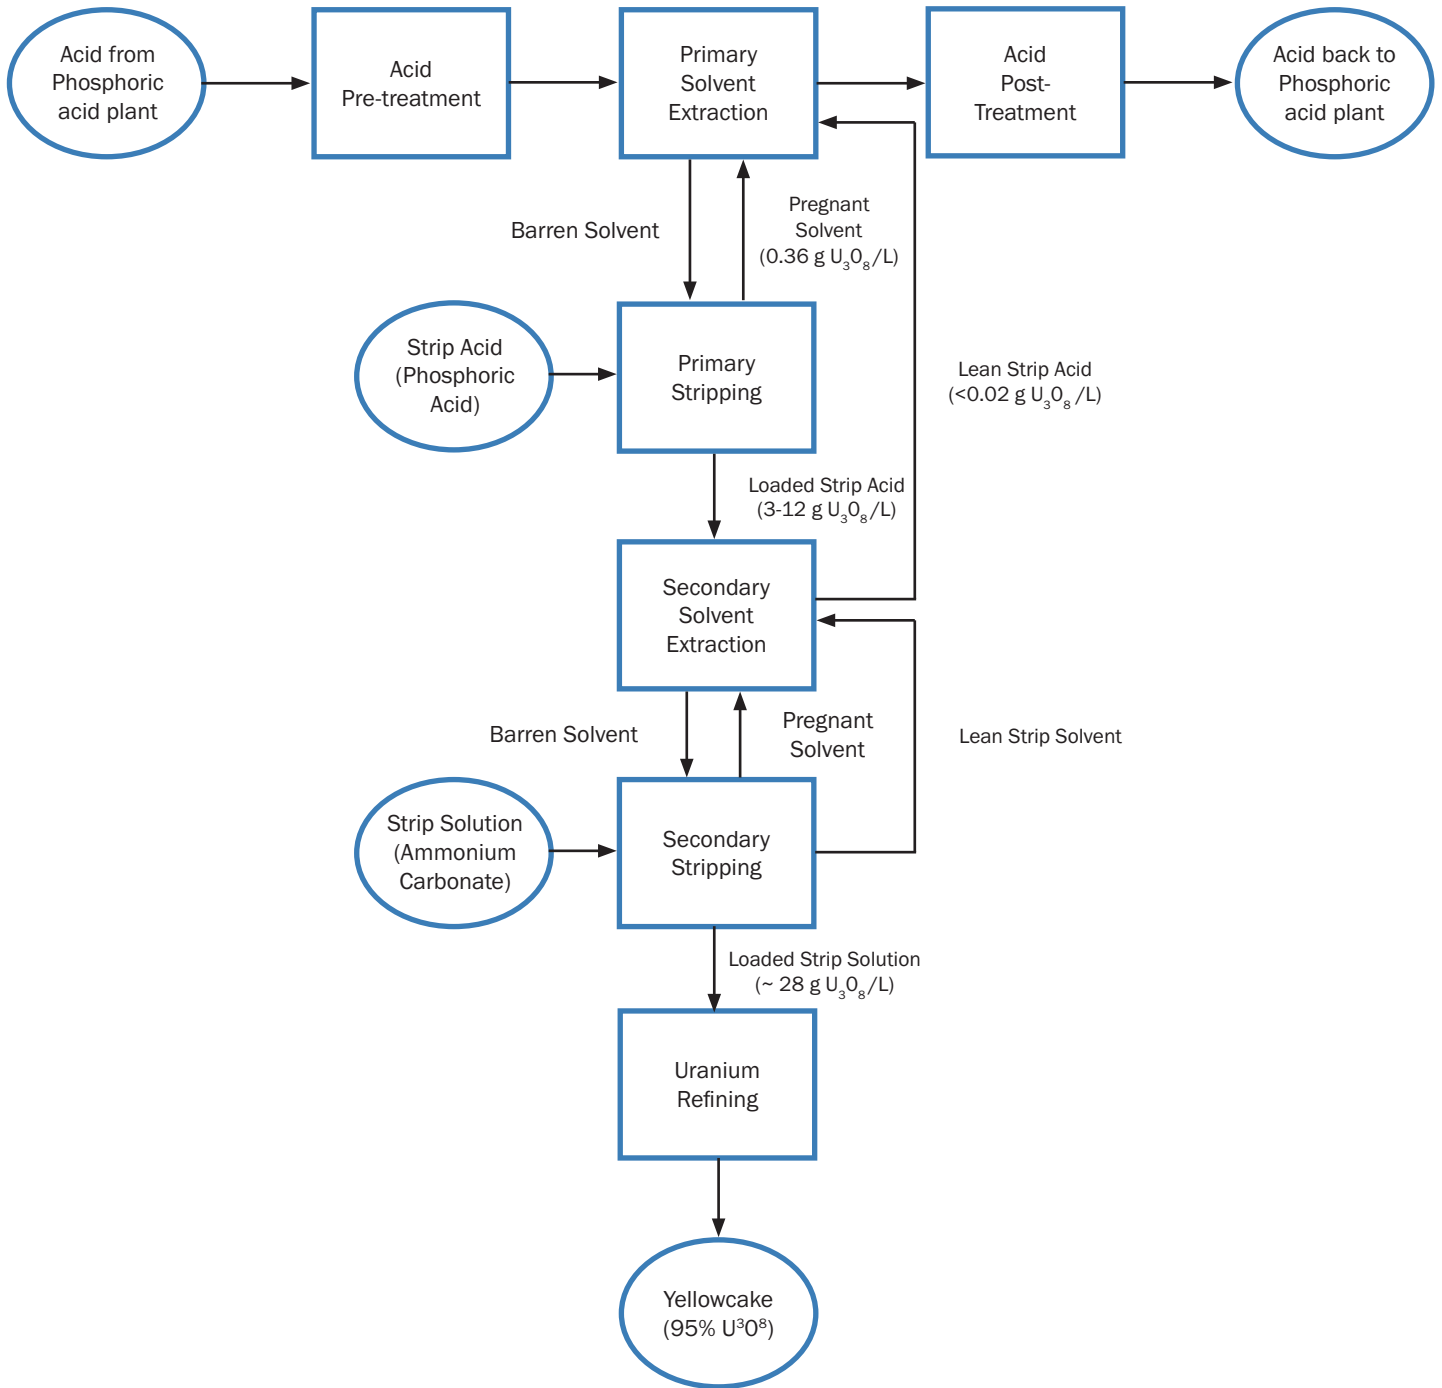 Acid from
Phosphoric
acid plant
Acid
Pre-treatment
Primary
Solvent
Extraction
Acid
Post-
Treatment
Acid back to
Phosphoric
acid plant
Barren Solvent
Pregnant
Solvent
(0.36 g U₃0₈/L)
Strip Acid
(Phosphoric
Acid)
Primary
Stripping
Lean Strip Acid
(<0.02 g U₃0₈ /L)
Loaded Strip Acid
(3-12 g U₃0₈/L)
Secondary
Solvent
Extraction
Barren Solvent
Pregnant
Solvent
Lean Strip Solvent
Strip Solution
(Ammonium
Carbonate)
Secondary
Stripping
Loaded Strip Solution
(~ 28 g U₃0₈/L)
Uranium
Refining
Yellowcake
(95% U³0⁸)